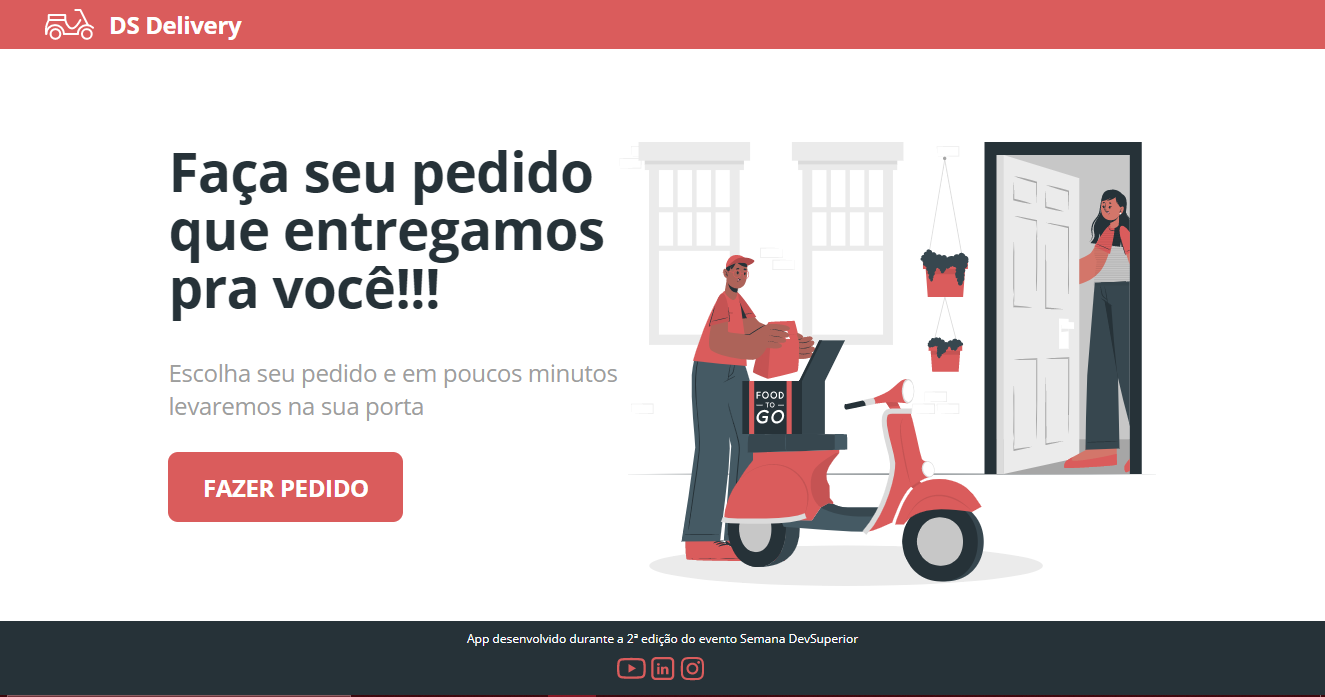 DS Delivery
Faça seu pedido
que entregamos
pra você!!!
Escolha seu pedido e em poucos minutos
levaremos na sua porta
FAZER PEDIDO
FOOD
TO
GO
App desenvolvido durante a 2ª edição do evento Semana DevSuperior
in